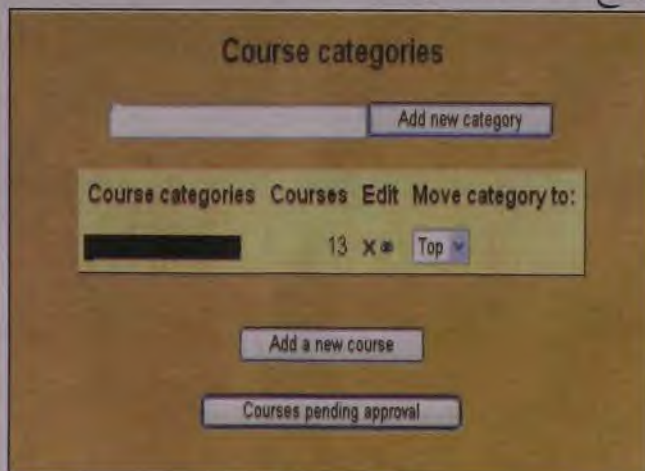 Course categories
Add new category
Course categories Courses Edit Move category to:
13 X Top
Add a new course
Courses pending approval